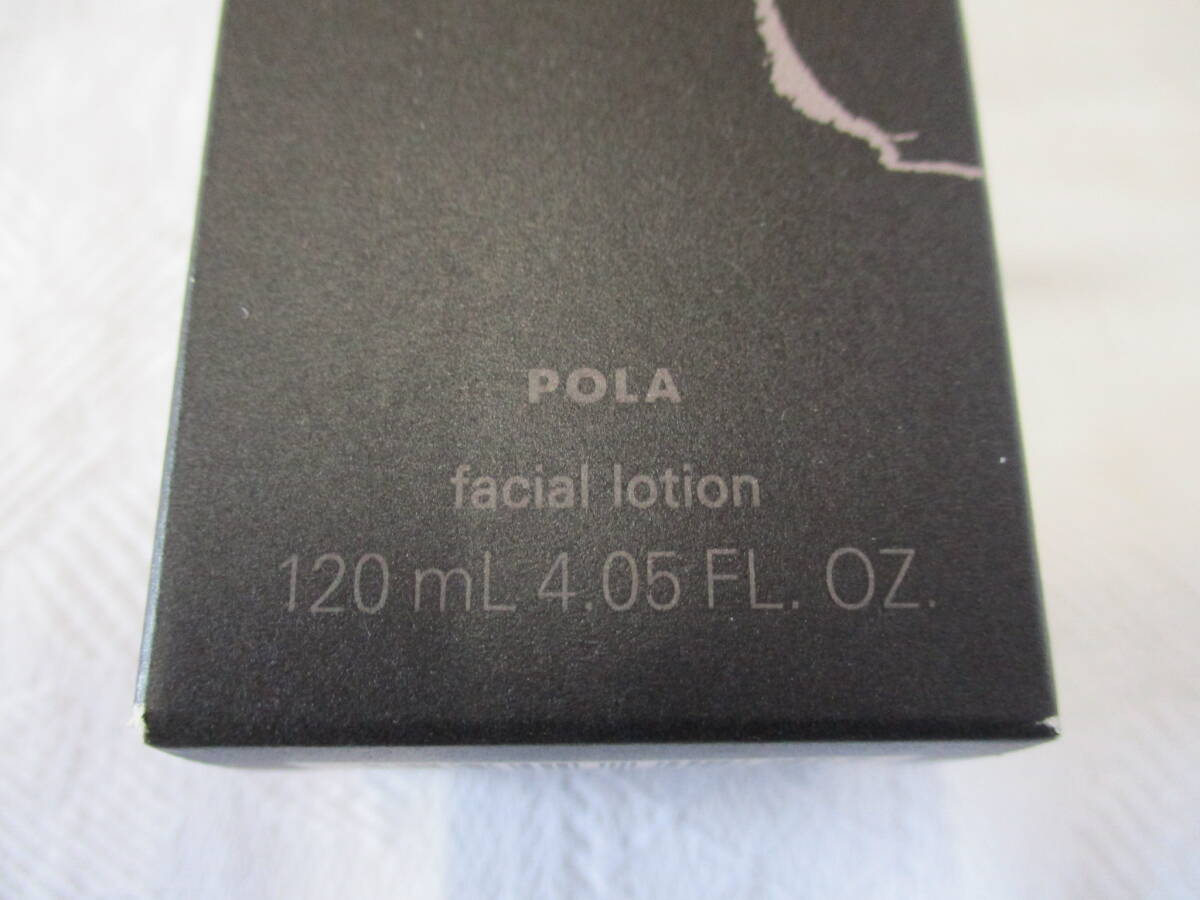 POLA
facial lotion
120 mL 4.05 FL. OZ.